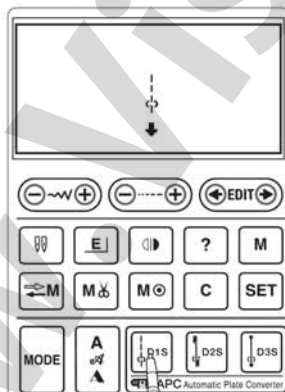 EDIT
E ? M
M M M C SET
MODE A A A D1S D2S D3S
APC Automatic Plate Converter